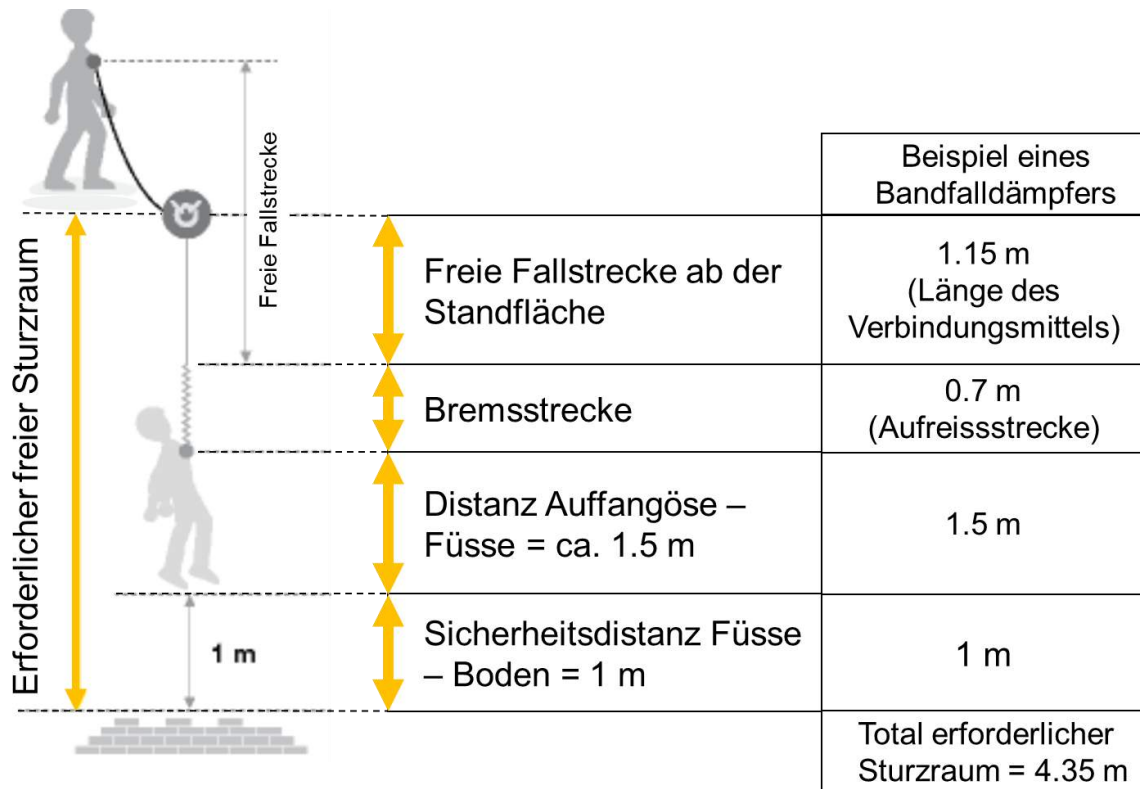 Erforderlicher freier Sturzraum
Freie Fallstrecke
1 m
Beispiel eines
Bandfalldämpfers
Freie Fallstrecke ab der
Standfläche
1.15 m
(Länge des
Verbindungsmittels)
Bremsstrecke
0.7 m
(Aufreissstrecke)
Distanz Auffangöse –
Füsse = ca. 1.5 m
1.5 m
Sicherheitsdistanz Füsse
– Boden = 1 m
1 m
Total erforderlicher
Sturzraum = 4.35 m